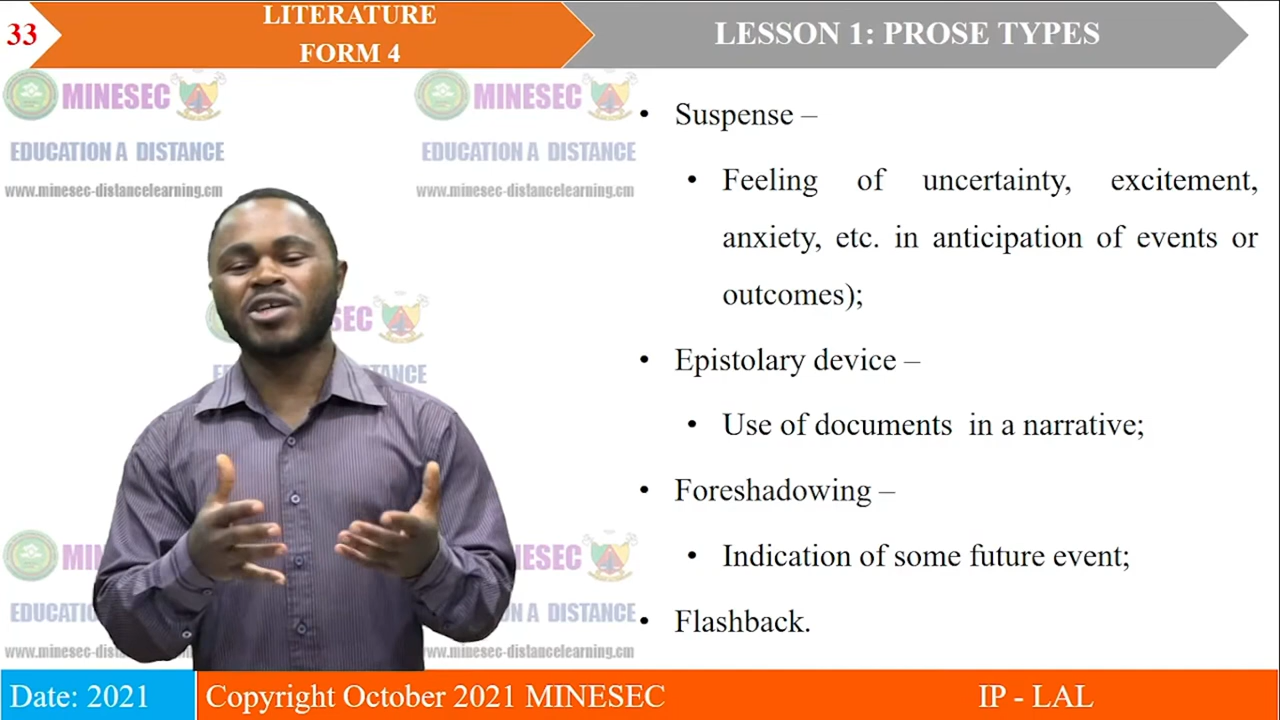 33
LITERATURE
FORM 4
LESSON 1: PROSE TYPES
MINESEC
EDUCATION A DISTANCE
www.minesec-distancelearning.cm
MINESEC
EDUCATION A DISTANCE
www.minesec-distancelearning.cm
• Suspense –
• Feeling of uncertainty, excitement,
anxiety, etc. in anticipation of events or
outcomes);
• Epistolary device –
• Use of documents in a narrative;
• Foreshadowing –
• Indication of some future event;
• Flashback.
Date: 2021
Copyright October 2021 MINESEC
IP - LAL